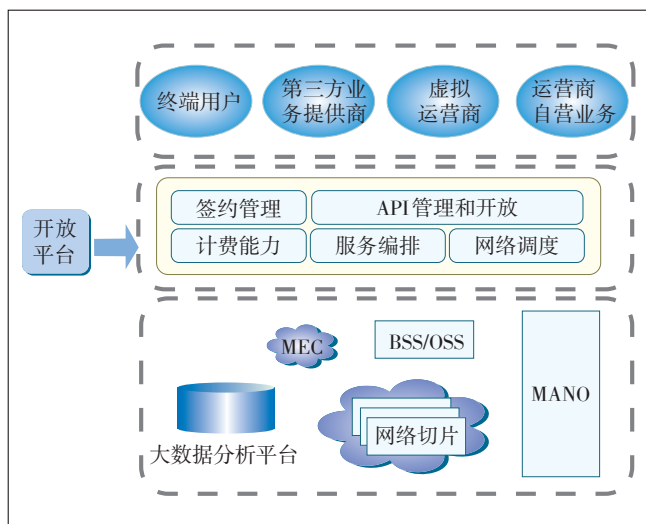 终端用户
第三方业
务提供商
虚拟
运营商
运营商
自营业务
开放
平台
签约管理
API管理和开放
计费能力
服务编排
网络调度
MEC
BSS/OSS
MANO
大数据分析平台
网络切片